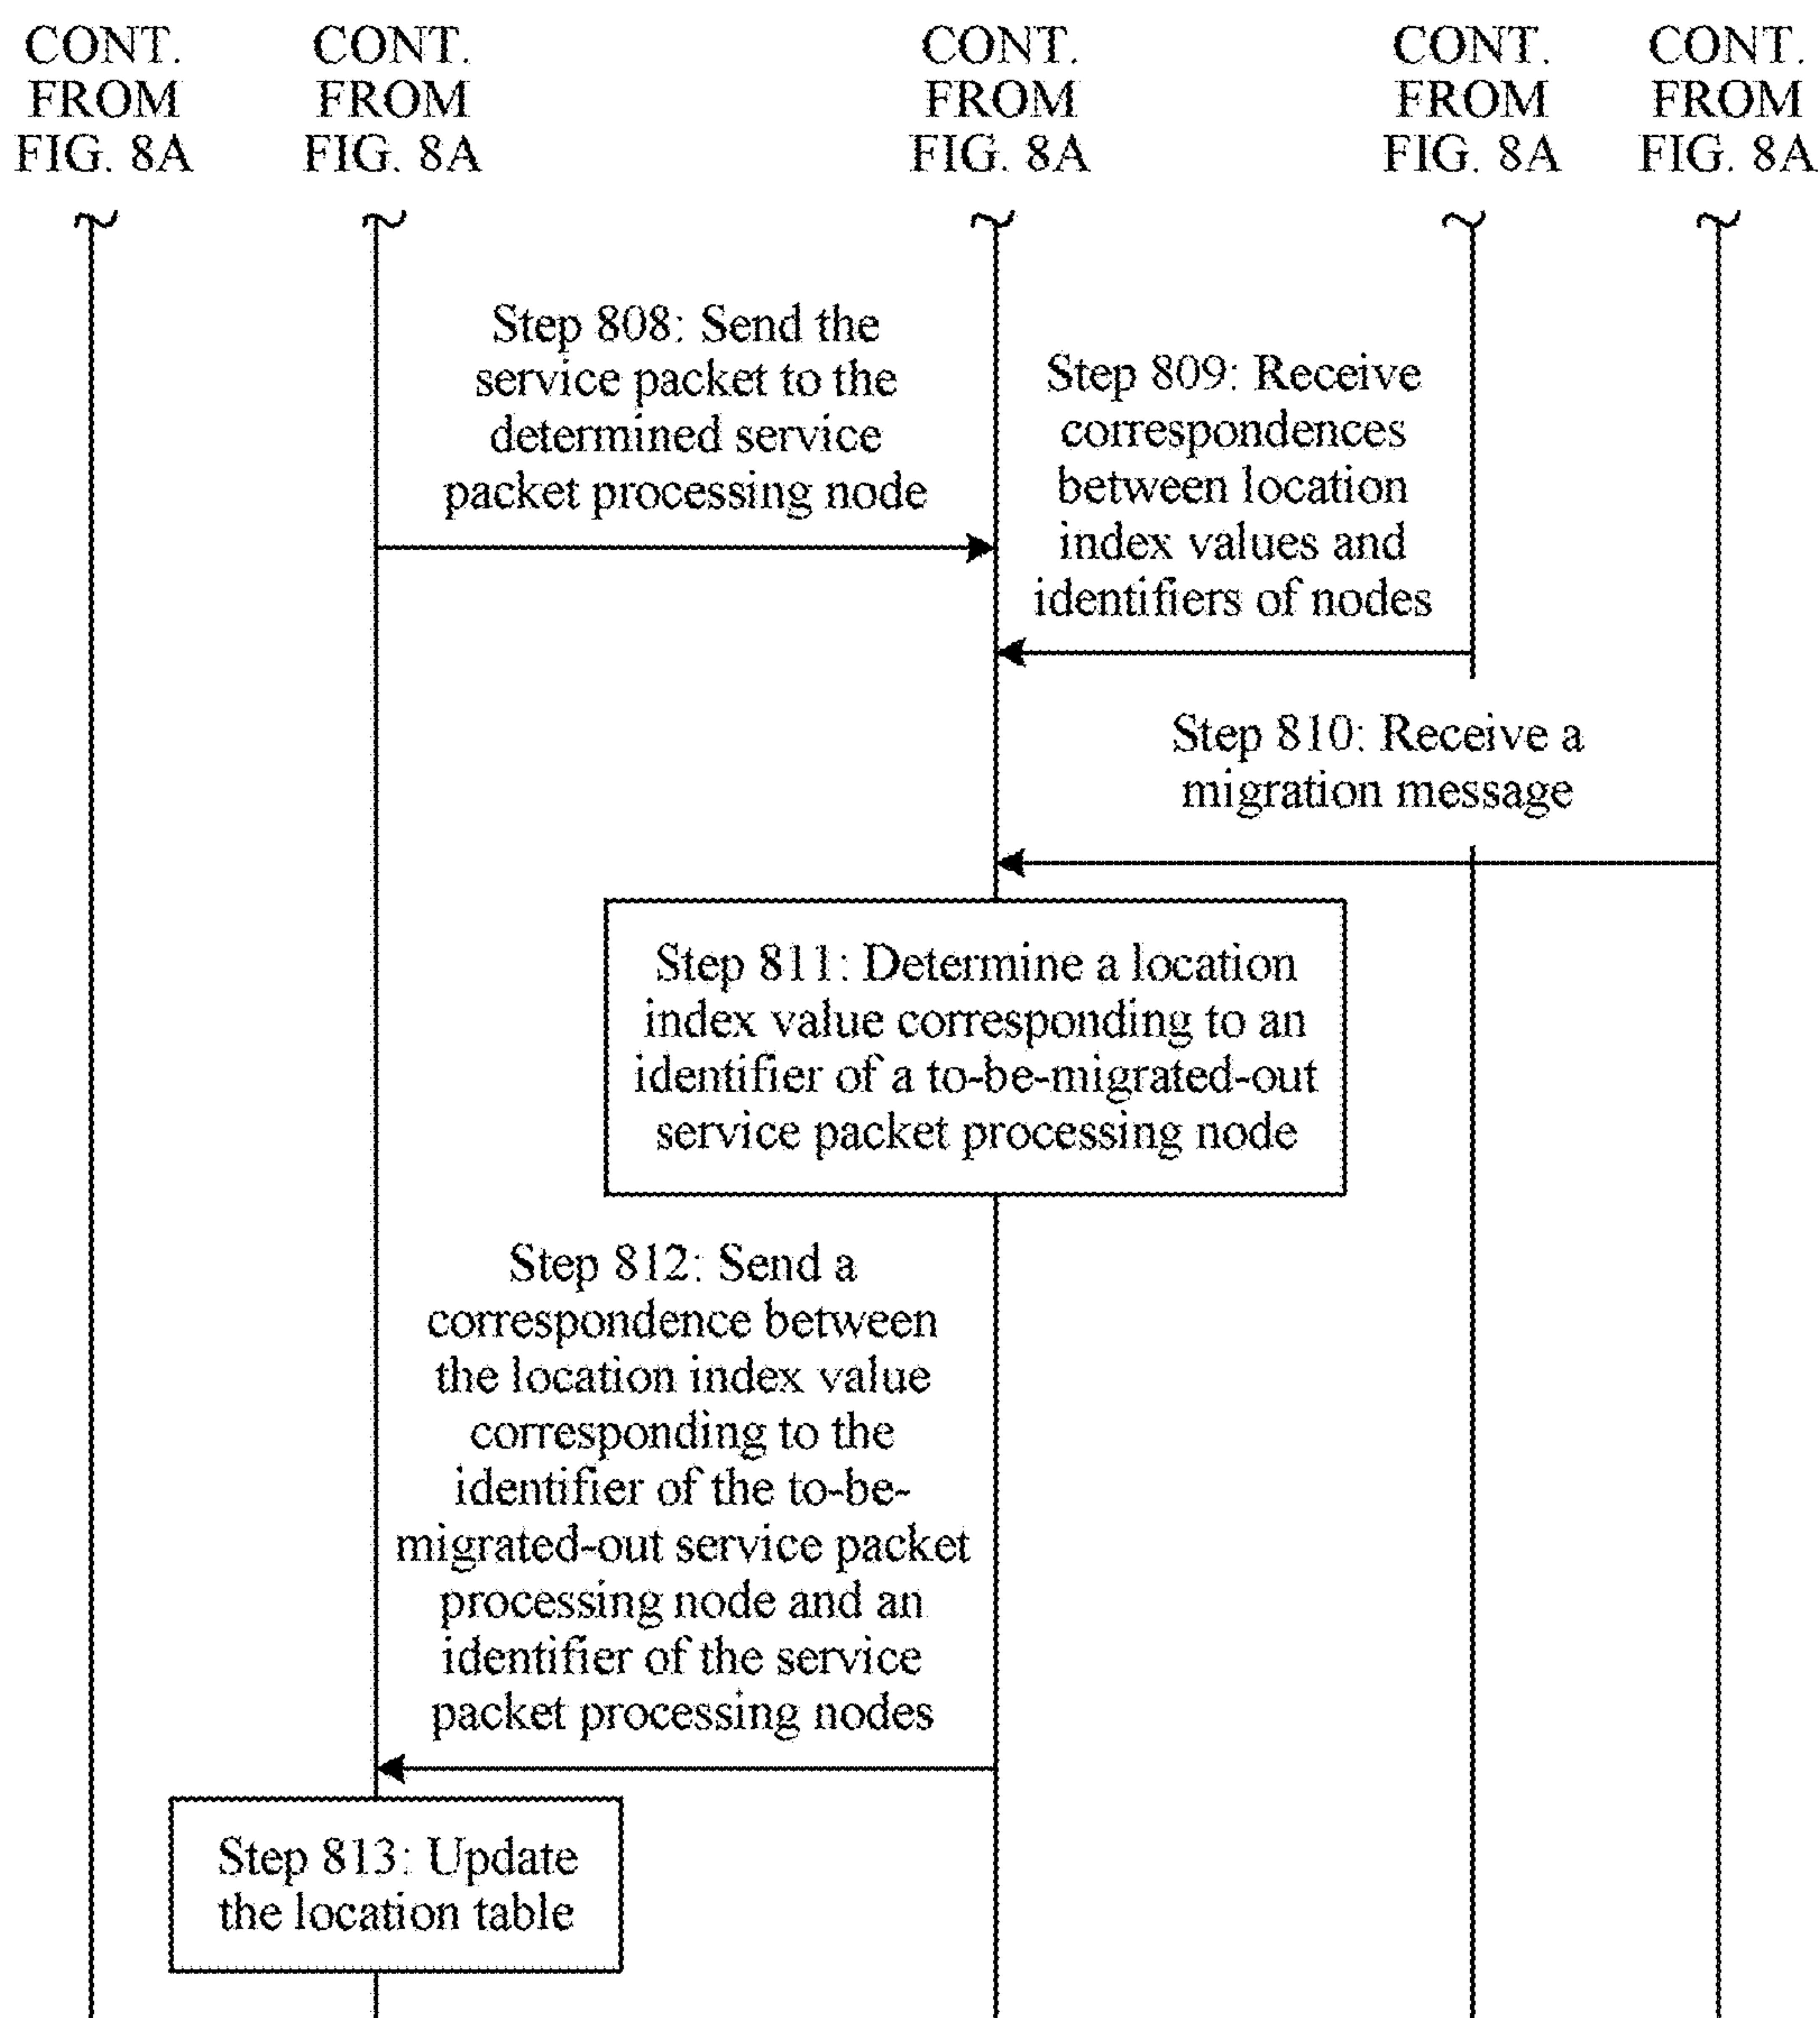 CONT.
FROM
FIG. 8A
CONT.
FROM
FIG. 8A
CONT.
FROM
FIG. 8A
CONT.
FROM
FIG. 8A
CONT.
FROM
FIG. 8A
Step 808: Send the
service packet to the
determined service
packet processing node
Step 809: Receive
correspondences
between location
index values and
identifiers of nodes
Step 810: Receive a
migration message
Step 811: Determine a location
index value corresponding to an
identifier of a to-be-migrated-out
service packet processing node
Step 812: Send a
correspondence between
the location index value
corresponding to the
identifier of the to-be-
migrated-out service packet
processing node and an
identifier of the service
packet processing nodes
Step 813: Update
the location table